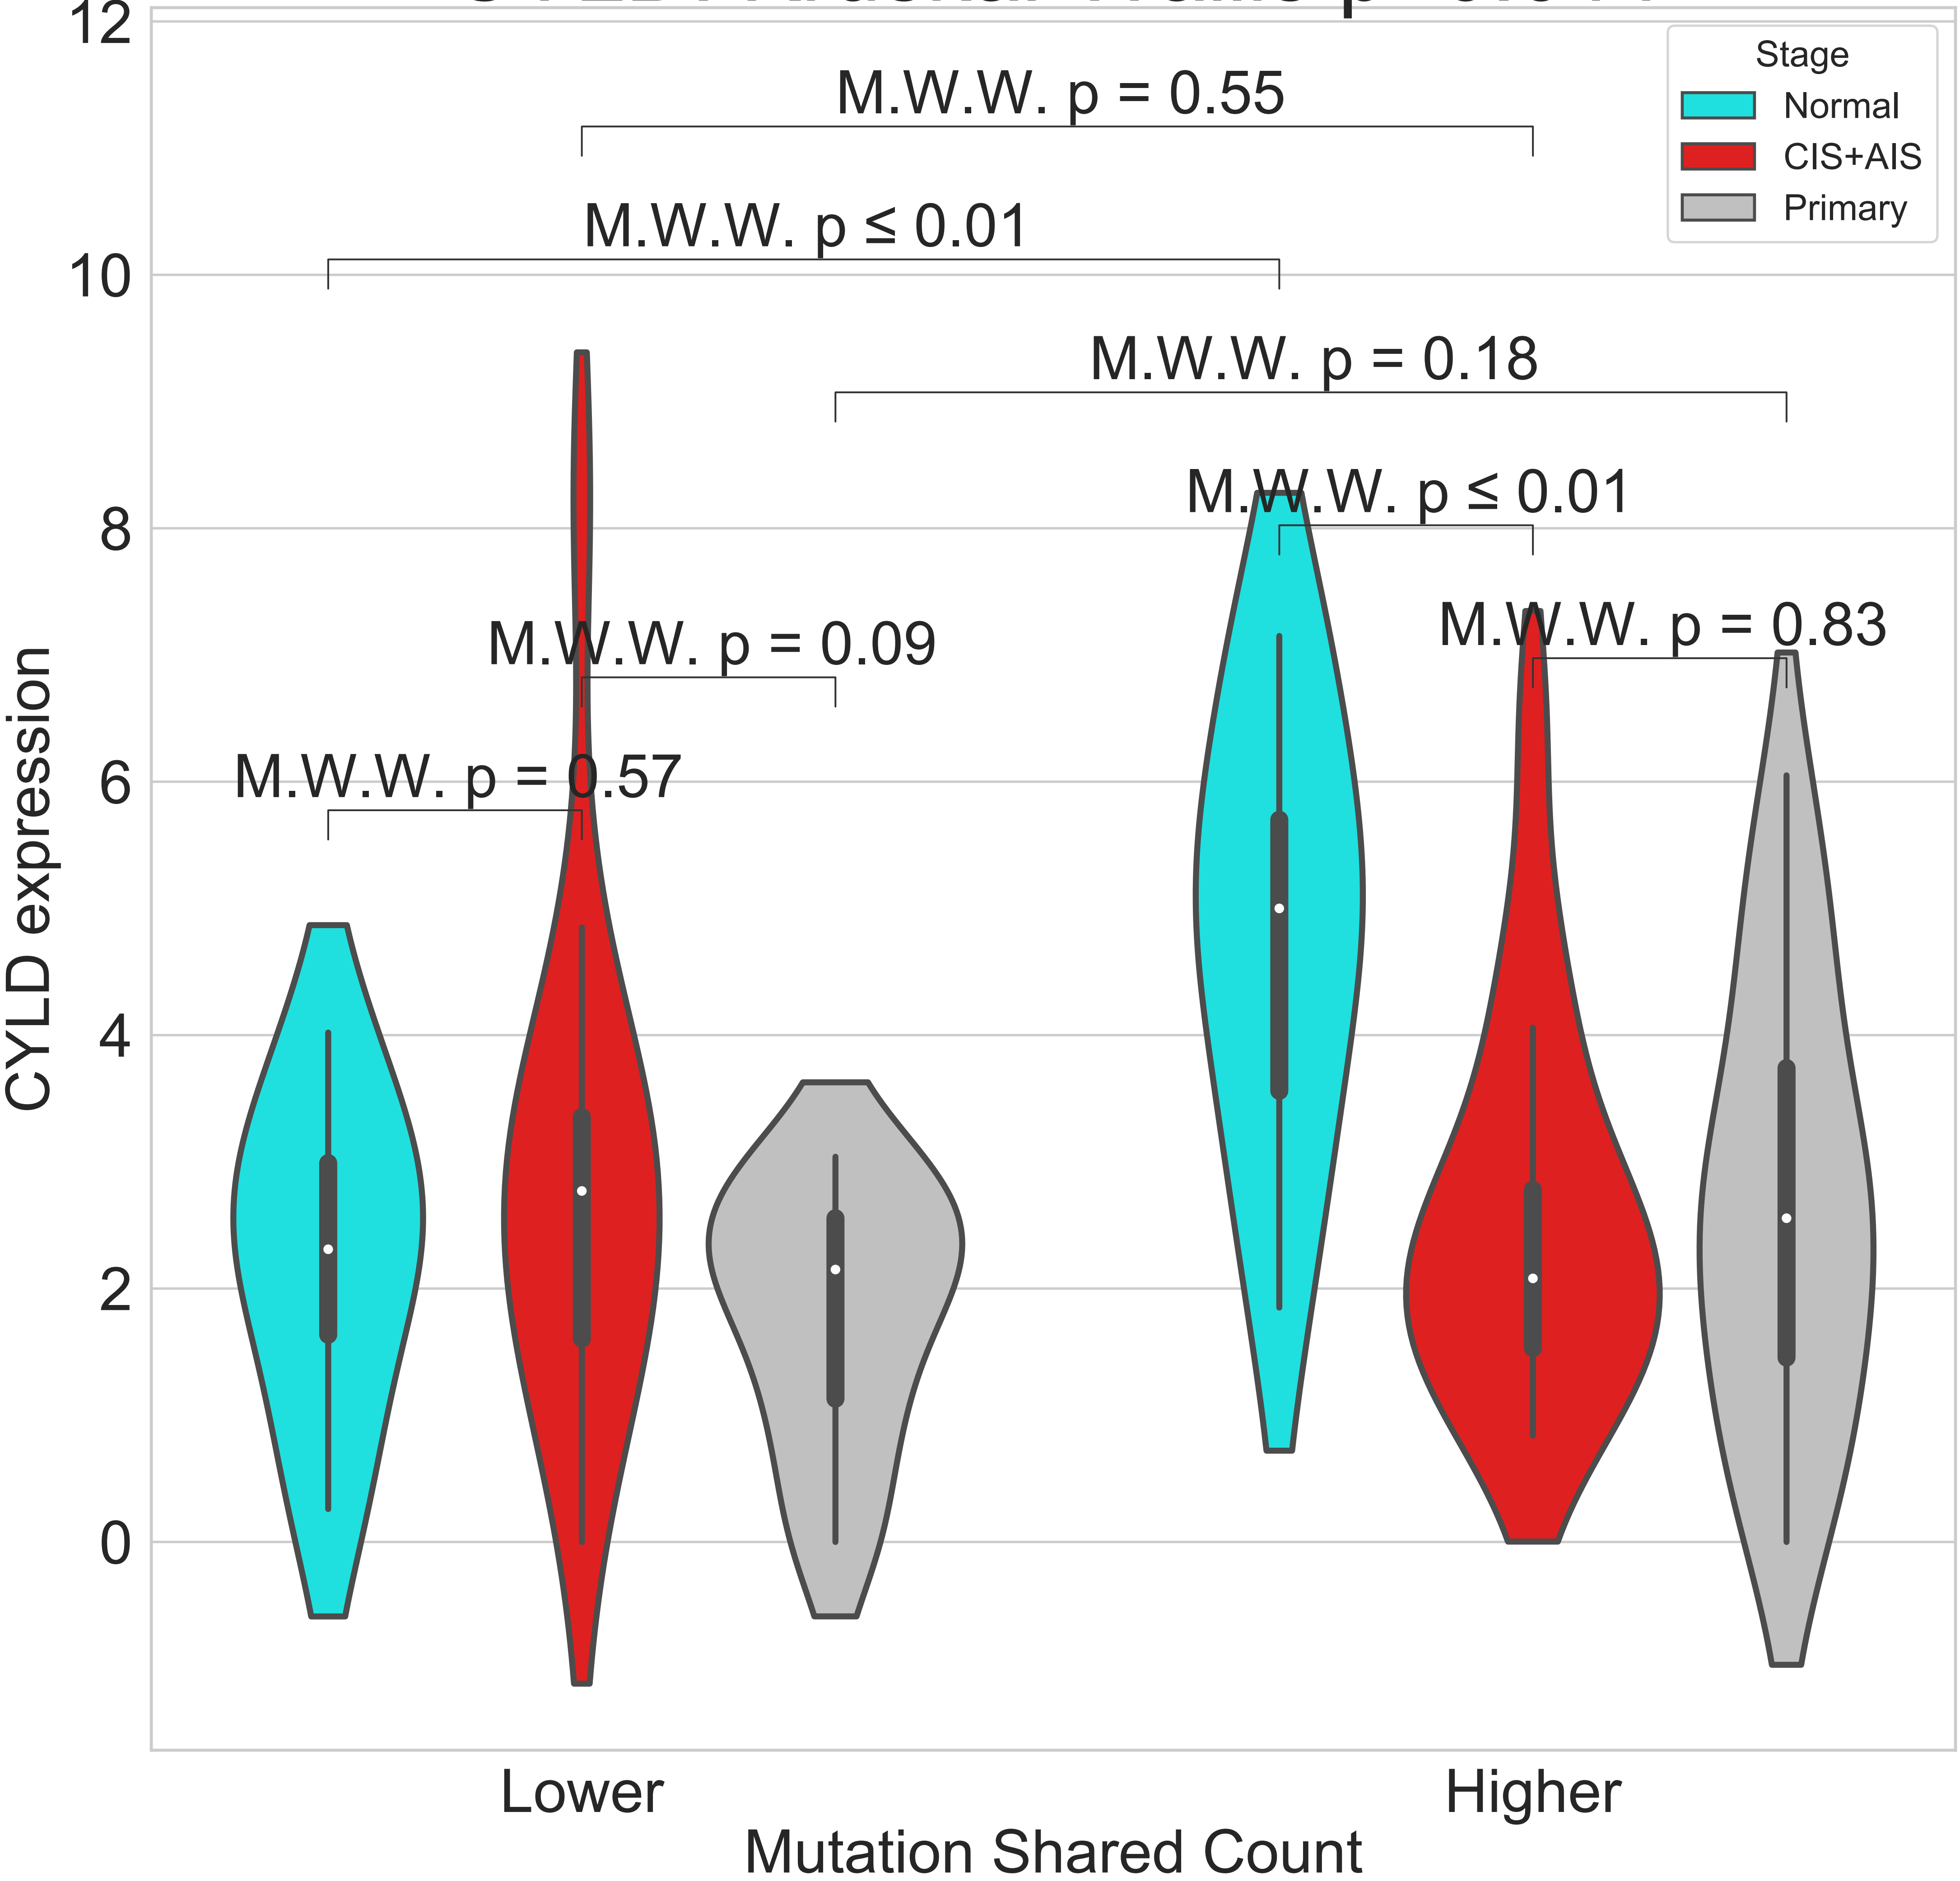 12
10
8
6
4
2
0
CYLD expression
M.W.W. p = 0.55
M.W.W. p ≤ 0.01
M.W.W. p = 0.18
M.W.W. p ≤ 0.01
M.W.W. p = 0.83
M.W.W. p = 0.09
M.W.W. p = 0.57
Stage
Normal
CIS+AIS
Primary
Lower
Higher
Mutation Shared Count